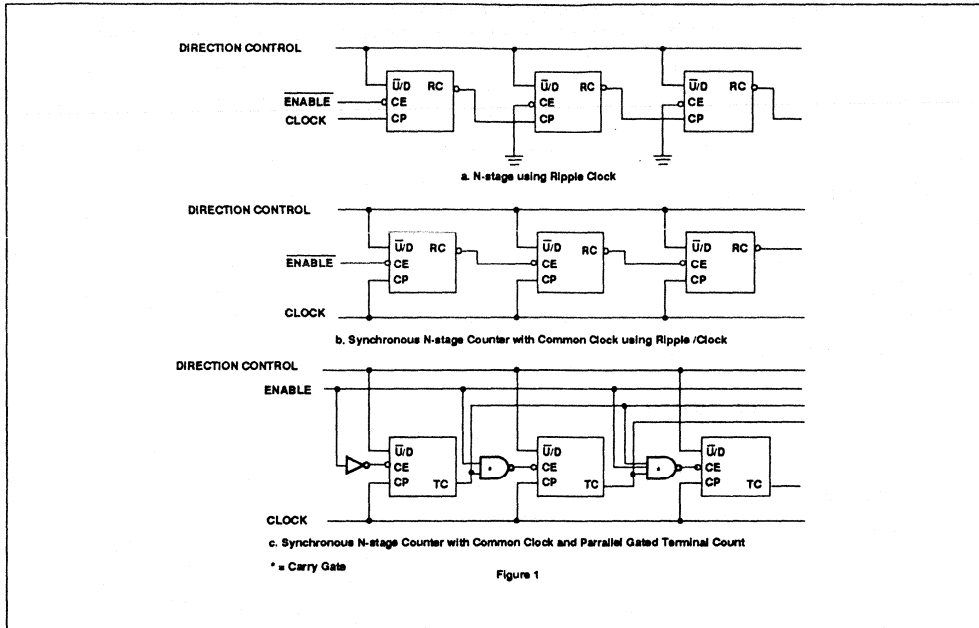 DIRECTION CONTROL
U̅/D RC U̅/D RC U̅/D RC
E̅N̅A̅B̅L̅E̅ CE CE CE
CLOCK CP CP CP
a. N-stage using Ripple Clock
DIRECTION CONTROL
U̅/D RC U̅/D RC U̅/D RC
E̅N̅A̅B̅L̅E̅ CE CE CE
CP CP CP
CLOCK
b. Synchronous N-stage Counter with Common Clock using Ripple /Clock
DIRECTION CONTROL
ENABLE
U̅/D U̅/D U̅/D
CE * CE * CE
CP TC CP TC CP TC
CLOCK
c. Synchronous N-stage Counter with Common Clock and Parrallel Gated Terminal Count
* = Carry Gate
Figure 1